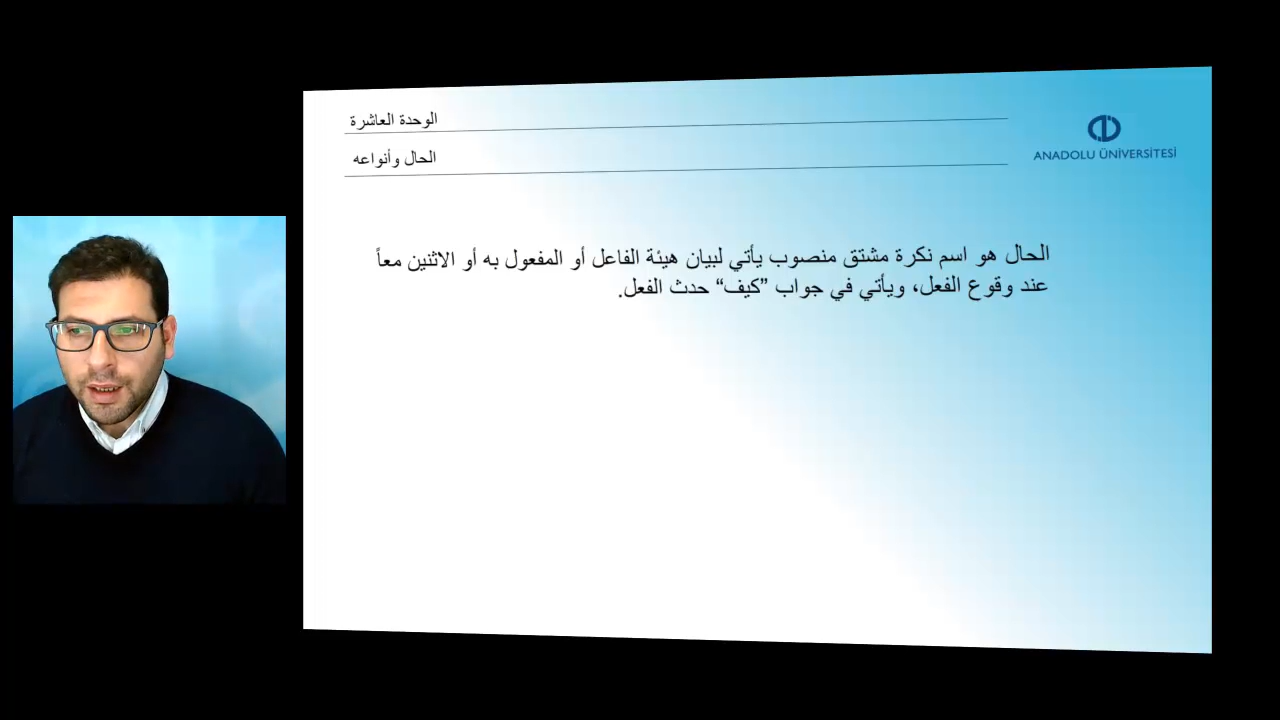 الوحدة العاشرة
الحال وأنواعه
ANADOLU ÜNİVERSİTESİ
الحال هو اسم نكرة مشتق منصوب يأتي لبيان هيئة الفاعل أو المفعول به أو الاثنين معاً
عند وقوع الفعل، ويأتي في جواب ”كيف“ حدث الفعل.